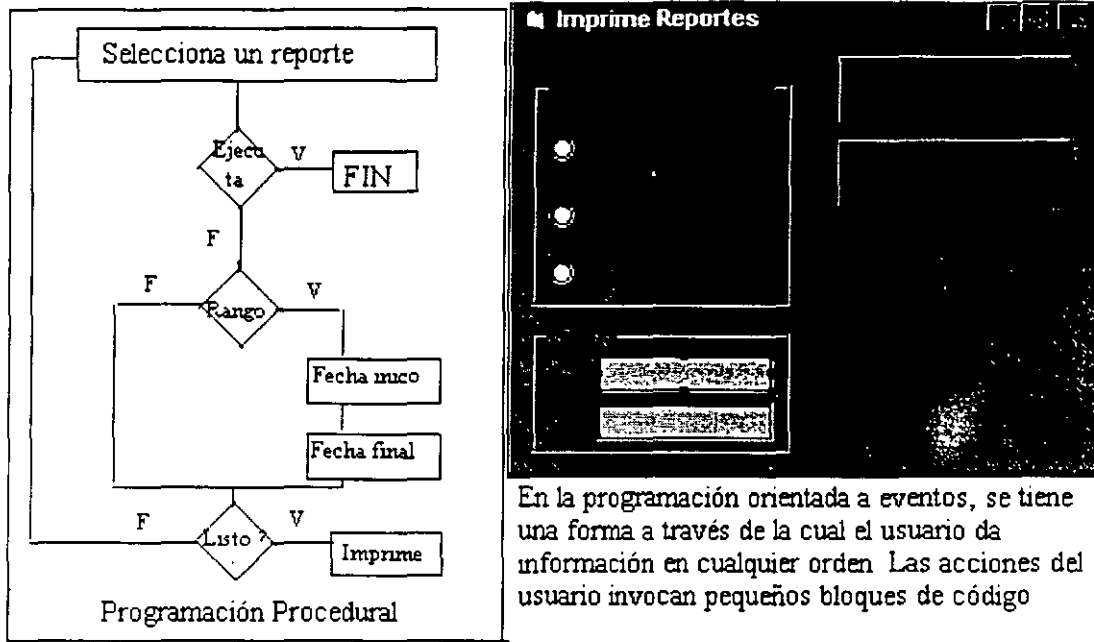 Selecciona un reporte
Ejecu
ta
V
FIN
F
F
Rango
V
Fecha inico
Fecha final
F
Listo ?
V
Imprime
Programación Procedural
Imprime Reportes
En la programación orientada a eventos, se tiene
una forma a través de la cual el usuario da
información en cualquier orden Las acciones del
usuario invocan pequeños bloques de código